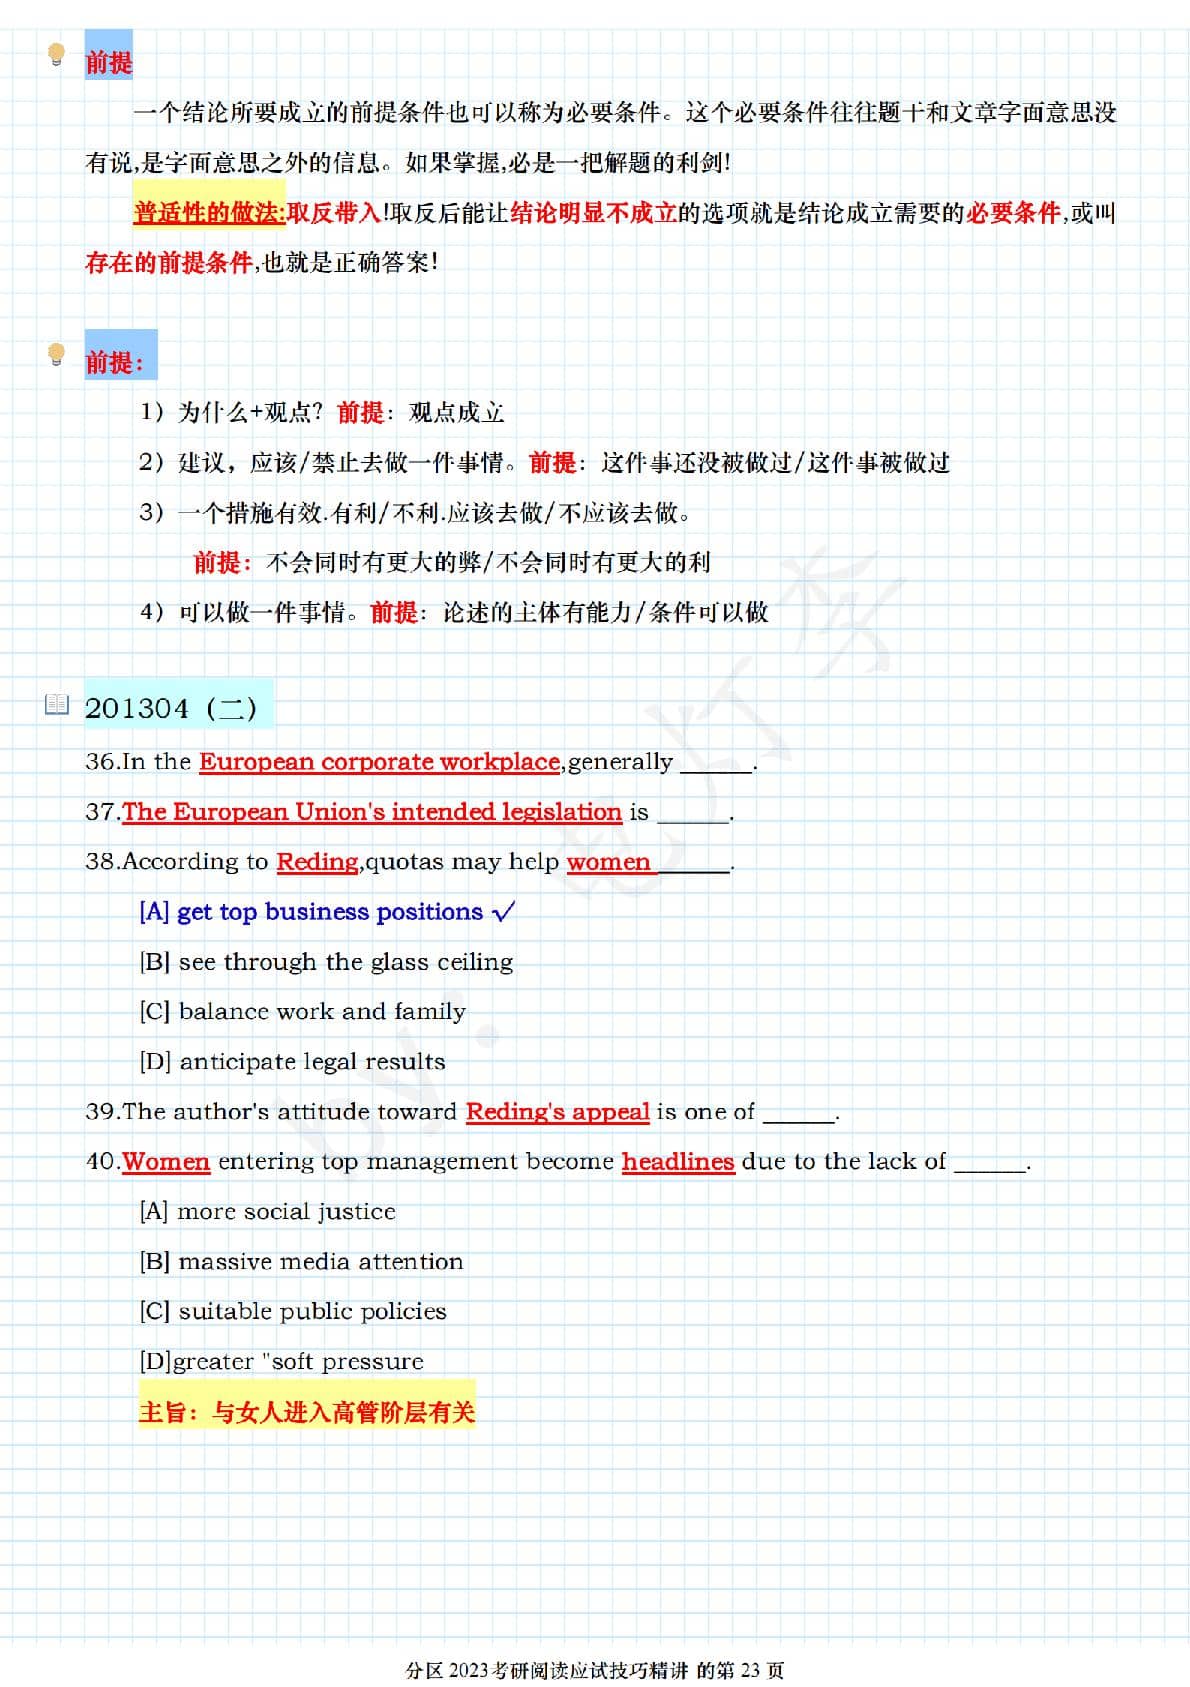 前提
一个结论所要成立的前提条件也可以称为必要条件。这个必要条件往往题干和文章字面意思没
有说,是字面意思之外的信息。如果掌握,必是一把解题的利剑!
普适性的做法:取反带入!取反后能让结论明显不成立的选项就是结论成立需要的必要条件,或叫
存在的前提条件,也就是正确答案!
前提：
1）为什么+观点？前提：观点成立
2）建议，应该/禁止去做一件事情。前提：这件事还没被做过/这件事被做过
3）一个措施有效.有利/不利.应该去做/不应该去做。
前提：不会同时有更大的弊/不会同时有更大的利
4）可以做一件事情。前提：论述的主体有能力/条件可以做
201304（二）
36.In the European corporate workplace,generally ______.
37.The European Union's intended legislation is ______.
38.According to Reding,quotas may help women ______.
[A] get top business positions ✓
[B] see through the glass ceiling
[C] balance work and family
[D] anticipate legal results
39.The author's attitude toward Reding's appeal is one of ______.
40.Women entering top management become headlines due to the lack of ______.
[A] more social justice
[B] massive media attention
[C] suitable public policies
[D]greater "soft pressure
主旨：与女人进入高管阶层有关
by：电灯李
分区 2023考研阅读应试技巧精讲 的第 23 页